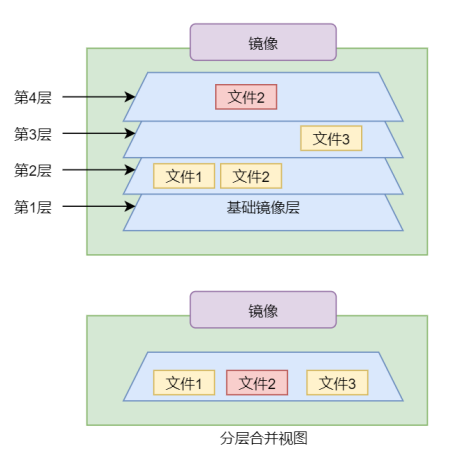 镜像
第4层
文件2
第3层
文件3
第2层
文件1 文件2
第1层
基础镜像层
镜像
文件1 文件2 文件3
分层合并视图